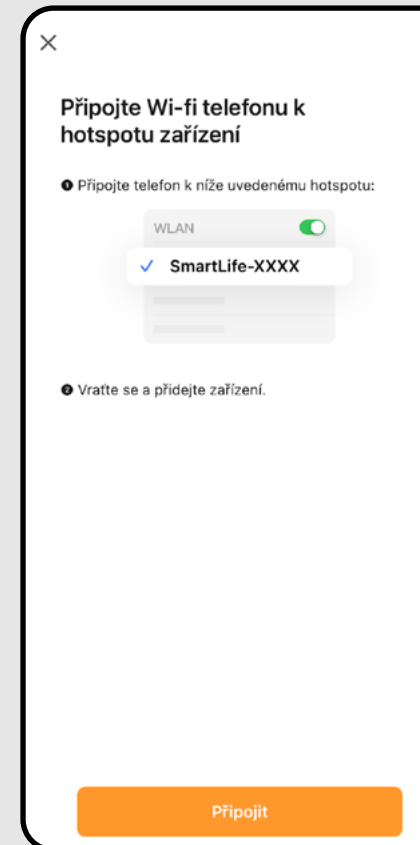 Připojte Wi-fi telefonu k
hotspotu zařízení
❶ Připojte telefon k níže uvedenému hotspotu:
WLAN
✓ SmartLife-XXXX
❷ Vraťte se a přidejte zařízení.
Připojit